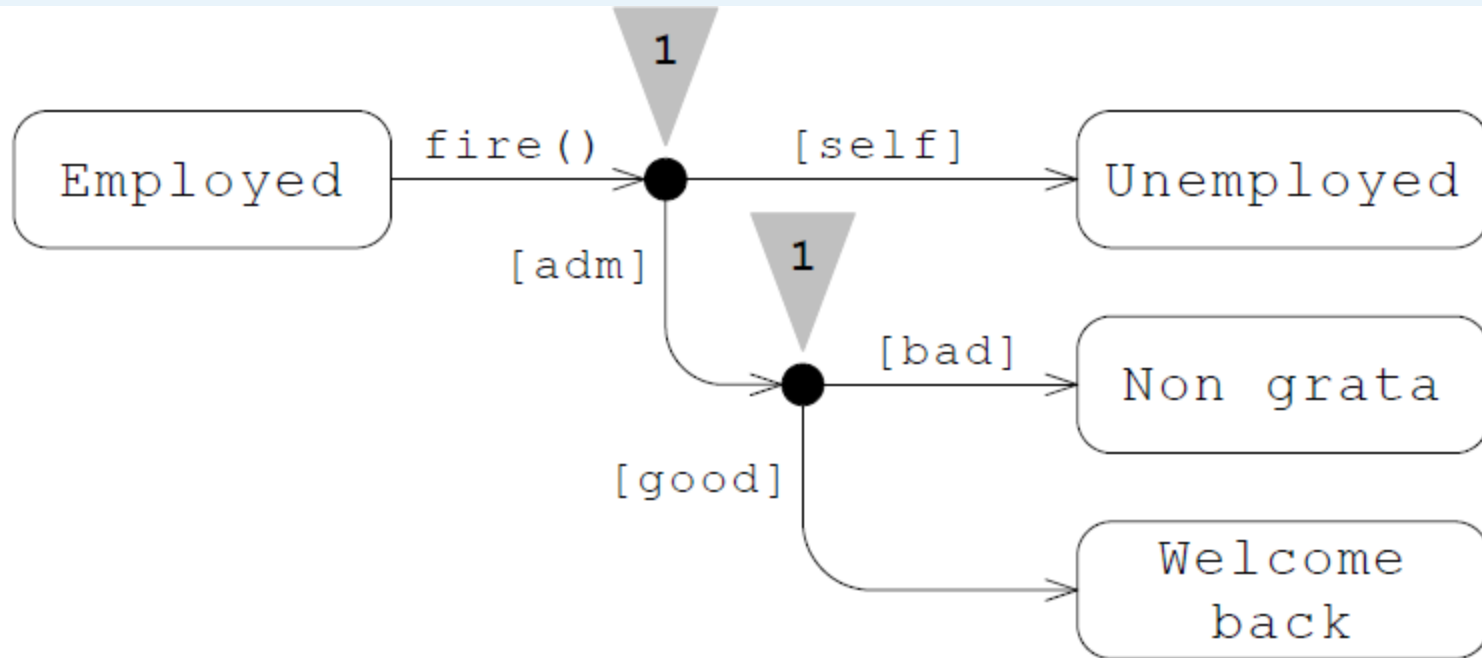 1
fire()
[self]
Employed
Unemployed
[adm]
1
[bad]
Non grata
[good]
Welcome
back